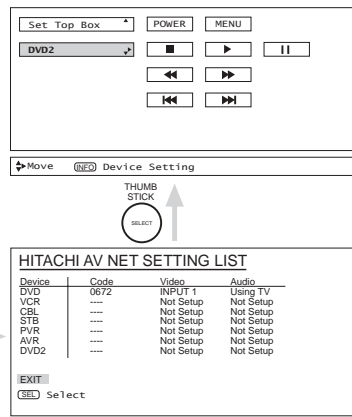 Set Top Box POWER MENU
DVD2
Move INFO Device Setting
THUMB
STICK
SELECT
HITACHI AV NET SETTING LIST
Device Code Video Audio
DVD 0672 INPUT 1 Using TV
VCR ---- Not Setup Not Setup
CBL ---- Not Setup Not Setup
STB ---- Not Setup Not Setup
PVR ---- Not Setup Not Setup
AVR ---- Not Setup Not Setup
DVD2 ---- Not Setup Not Setup
EXIT
SEL Select